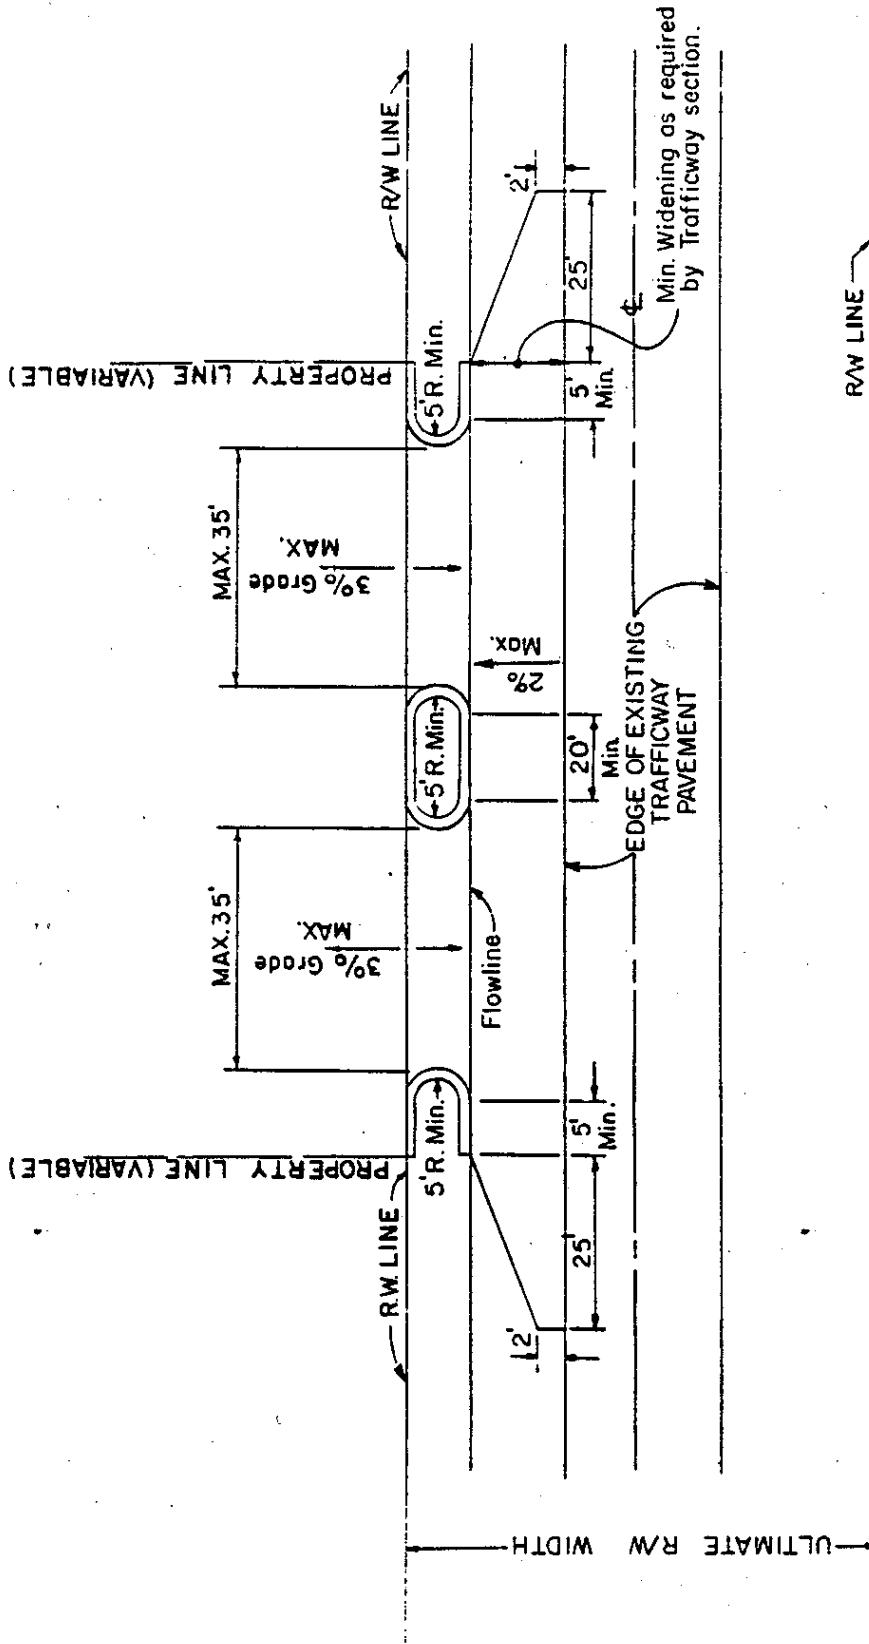 PROPERTY LINE (VARIABLE)
PROPERTY LINE (VARIABLE)
MAX. 35'
MAX. 35'
3% Grade
MAX.
3% Grade
MAX.
R.W. LINE
R/W LINE
5' R. Min.
5' R. Min.
5' R. Min.
Flowline
2%
Max.
2'
25'
5'
Min.
20'
Min.
5'
Min.
25'
2'
EDGE OF EXISTING
TRAFFICWAY
PAVEMENT
℄
Min. Widening as required
by Trafficway section.
ULTIMATE R/W WIDTH
R/W LINE